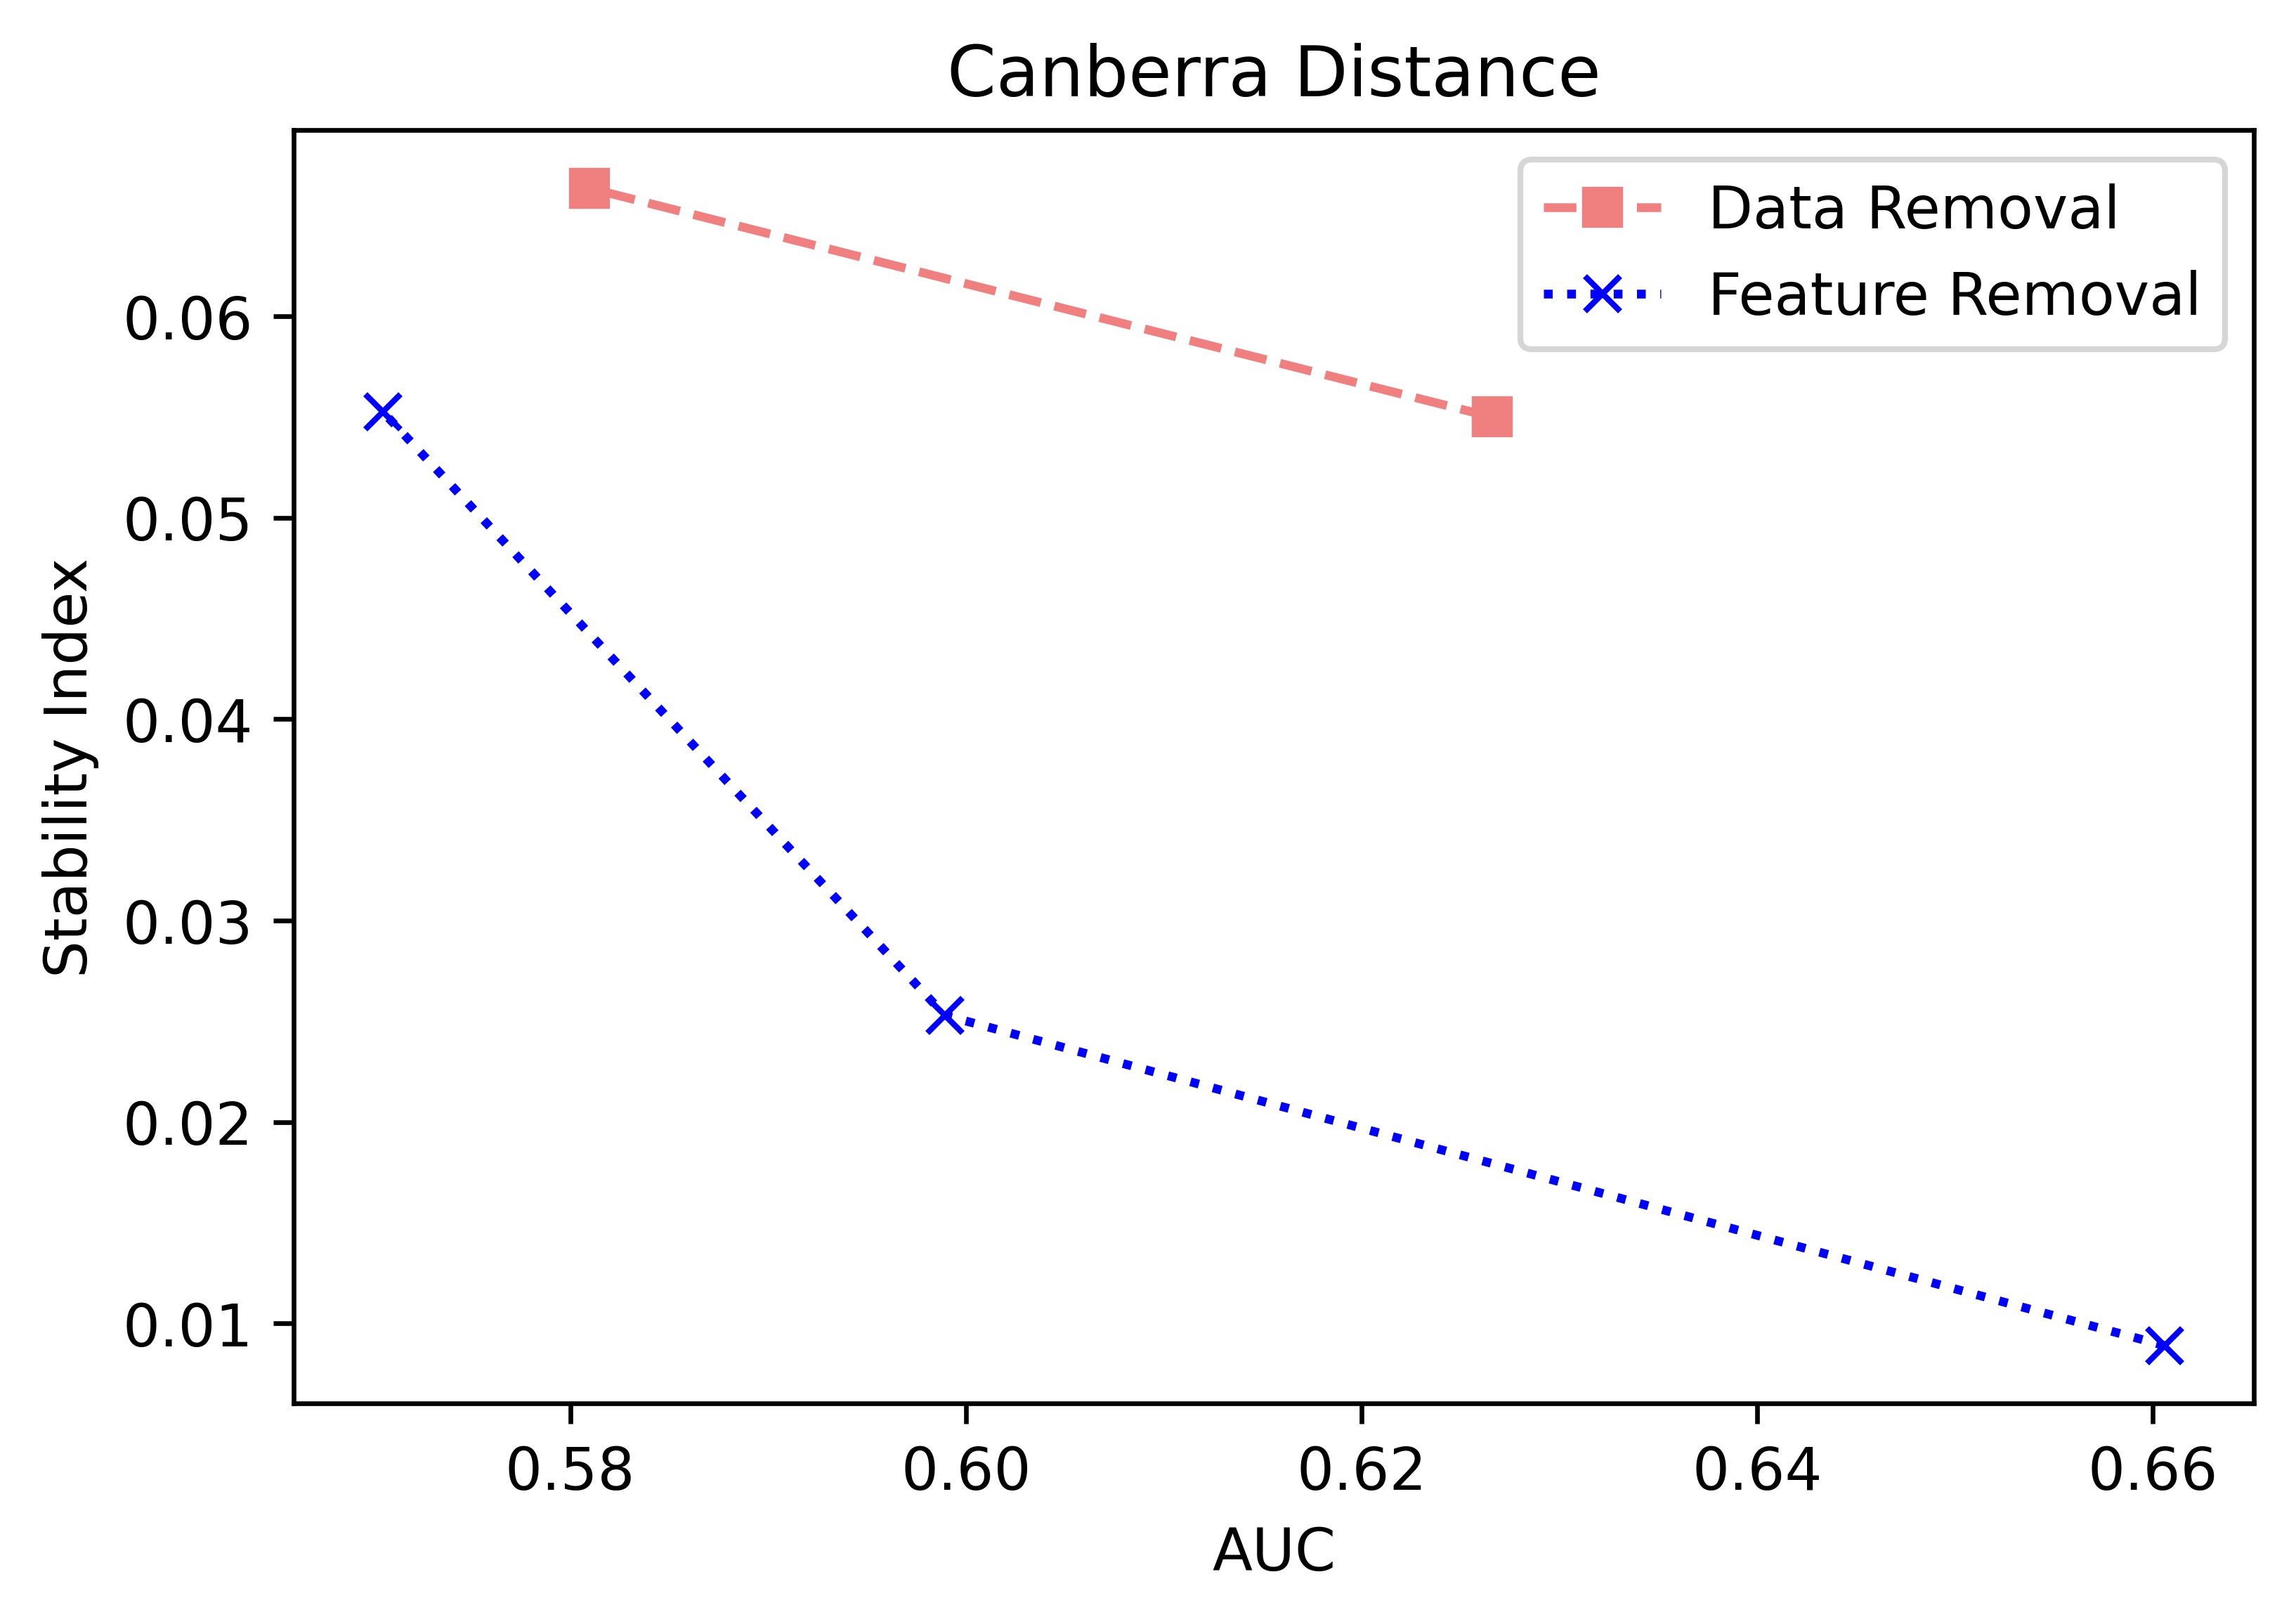 Canberra Distance
Data Removal
Feature Removal
Stability Index
0.06
0.05
0.04
0.03
0.02
0.01
0.58 0.60 0.62 0.64 0.66
AUC